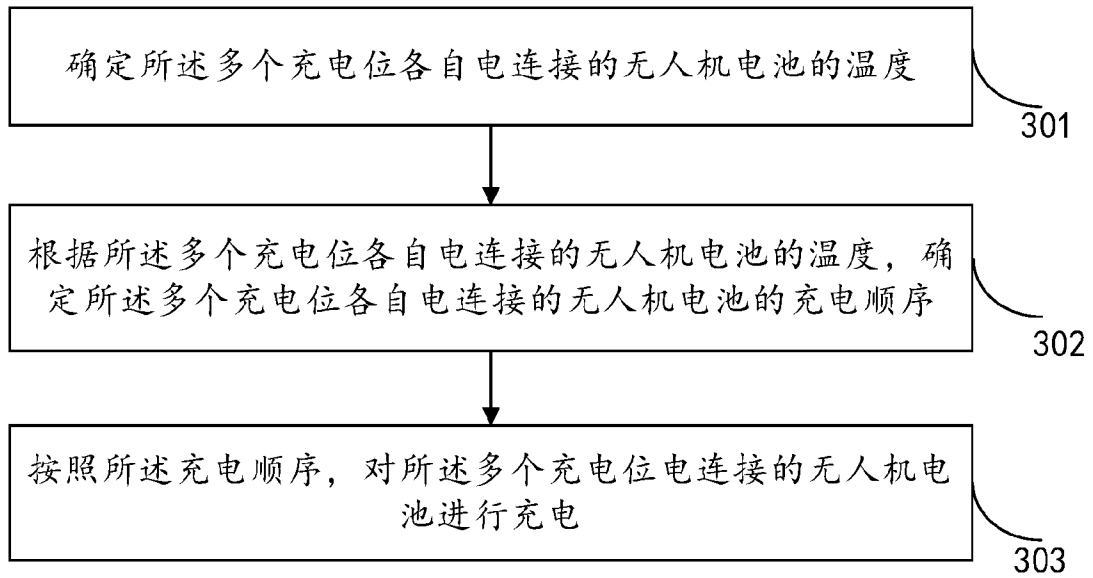 确定所述多个充电位各自电连接的无人机电池的温度
301
根据所述多个充电位各自电连接的无人机电池的温度，确
定所述多个充电位各自电连接的无人机电池的充电顺序
302
按照所述充电顺序，对所述多个充电位电连接的无人机电
池进行充电
303